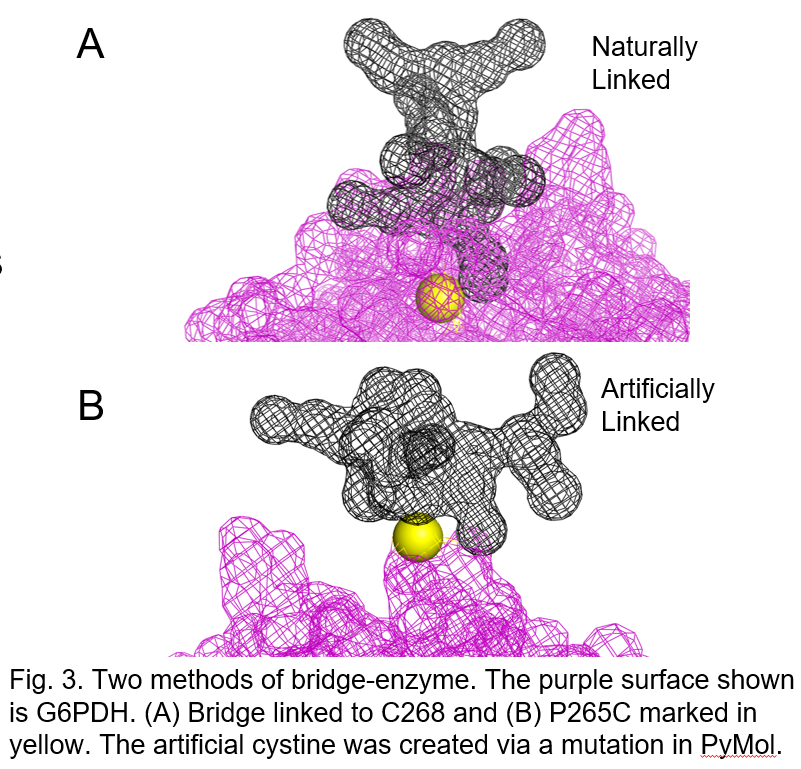 A
Naturally
Linked
B
Artificially
Linked
Fig. 3. Two methods of bridge-enzyme. The purple surface shown
is G6PDH. (A) Bridge linked to C268 and (B) P265C marked in
yellow. The artificial cystine was created via a mutation in PyMol.